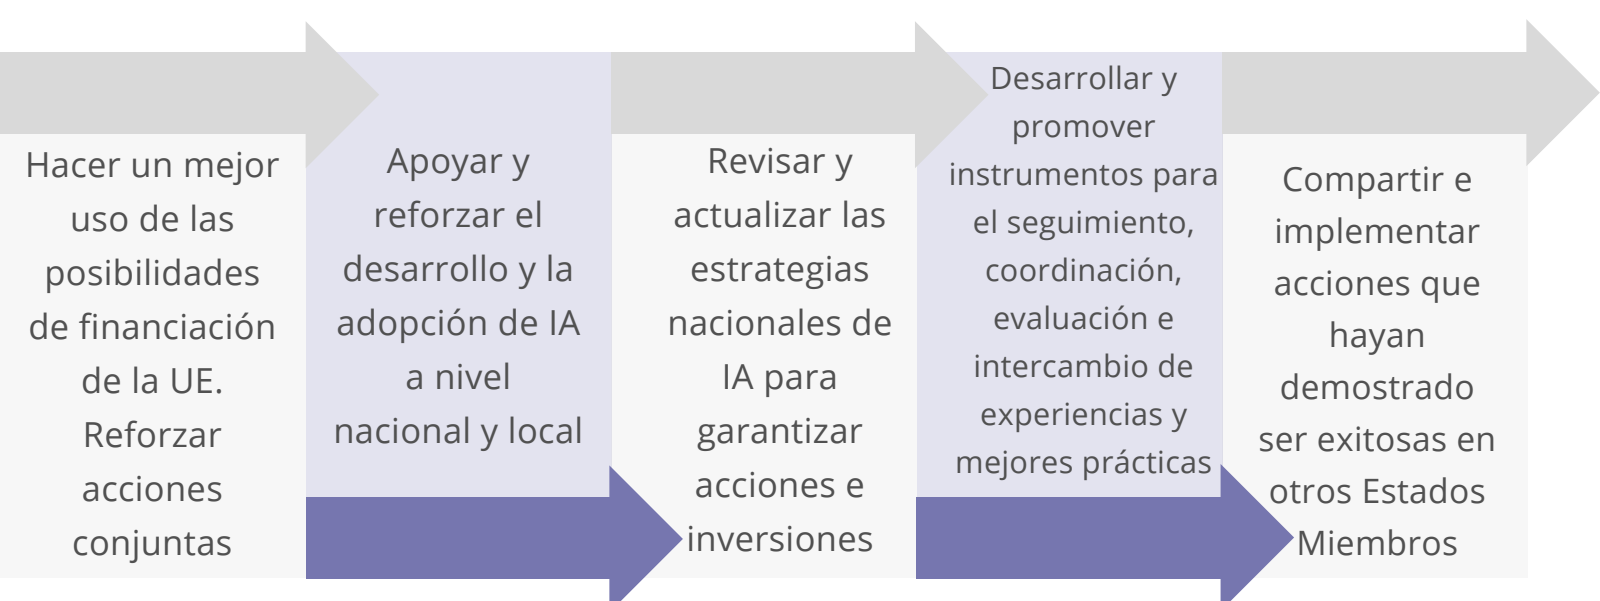 Hacer un mejor
uso de las
posibilidades
de financiación
de la UE.
Reforzar
acciones
conjuntas
Apoyar y
reforzar el
desarrollo y la
adopción de IA
a nivel
nacional y local
Revisar y
actualizar las
estrategias
nacionales de
IA para
garantizar
acciones e
inversiones
Desarrollar y
promover
instrumentos para
el seguimiento,
coordinación,
evaluación e
intercambio de
experiencias y
mejores prácticas
Compartir e
implementar
acciones que
hayan
demostrado
ser exitosas en
otros Estados
Miembros